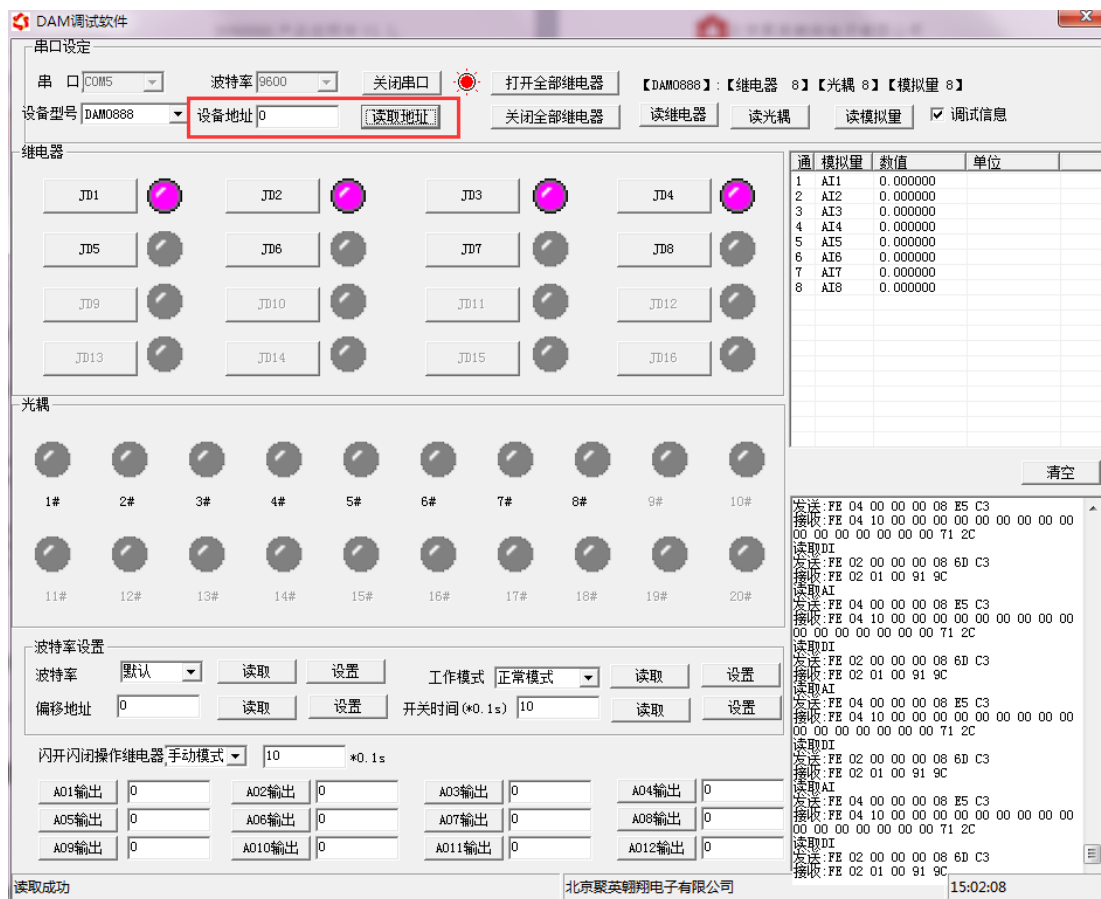 DAM调试软件
X
串口设定
串 口 COM5 波特率 9600 关闭串口 打开全部继电器 【DAM0888】:【继电器 8】【光耦 8】【模拟量 8】
设备型号 DAM0888 设备地址 0 读取地址 关闭全部继电器 读继电器 读光耦 读模拟量 调试信息
继电器
JD1 JD2 JD3 JD4
JD5 JD6 JD7 JD8
JD9 JD10 JD11 JD12
JD13 JD14 JD15 JD16
通 模拟量 数值 单位
1 AI1 0.000000
2 AI2 0.000000
3 AI3 0.000000
4 AI4 0.000000
5 AI5 0.000000
6 AI6 0.000000
7 AI7 0.000000
8 AI8 0.000000
光耦
1# 2# 3# 4# 5# 6# 7# 8# 9# 10#
11# 12# 13# 14# 15# 16# 17# 18# 19# 20#
清空
发送:FE 04 00 00 00 08 E5 C3
接收:FE 04 10 00 00 00 00 00 00 00 00 00
00 00 00 00 00 00 00 71 2C
读取DI
发送:FE 02 00 00 00 08 6D C3
接收:FE 02 01 00 91 9C
读取AI
发送:FE 04 00 00 00 08 E5 C3
接收:FE 04 10 00 00 00 00 00 00 00 00 00
00 00 00 00 00 00 00 71 2C
读取DI
发送:FE 02 00 00 00 08 6D C3
接收:FE 02 01 00 91 9C
读取AI
发送:FE 04 00 00 00 08 E5 C3
接收:FE 04 10 00 00 00 00 00 00 00 00 00
00 00 00 00 00 00 00 71 2C
读取DI
发送:FE 02 00 00 00 08 6D C3
接收:FE 02 01 00 91 9C
读取AI
发送:FE 04 00 00 00 08 E5 C3
接收:FE 04 10 00 00 00 00 00 00 00 00 00
00 00 00 00 00 00 00 71 2C
读取DI
发送:FE 02 00 00 00 08 6D C3
接收:FE 02 01 00 91 9C
波特率设置
波特率 默认 读取 设置 工作模式 正常模式 读取 设置
偏移地址 0 读取 设置 开关时间(*0.1s) 10 读取 设置
闪开闪闭操作继电器 手动模式 10 *0.1s
AO1输出 0 AO2输出 0 AO3输出 0 AO4输出 0
AO5输出 0 AO6输出 0 AO7输出 0 AO8输出 0
AO9输出 0 AO10输出 0 AO11输出 0 AO12输出 0
读取成功 北京聚英翱翔电子有限公司 15:02:08